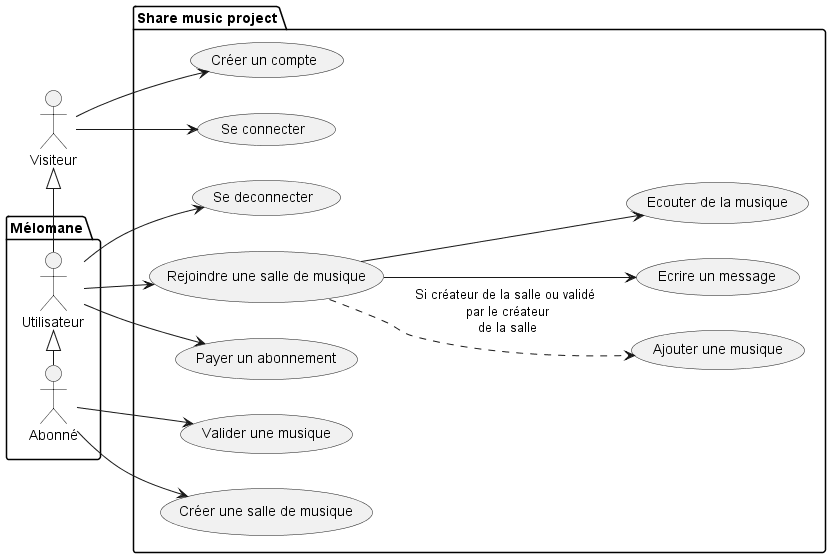 Share music project
Créer un compte
Se connecter
Visiteur
Se deconnecter
Ecouter de la musique
Mélomane
Rejoindre une salle de musique
Ecrire un message
Si créateur de la salle ou validé
par le créateur
de la salle
Utilisateur
Ajouter une musique
Payer un abonnement
Abonné
Valider une musique
Créer une salle de musique